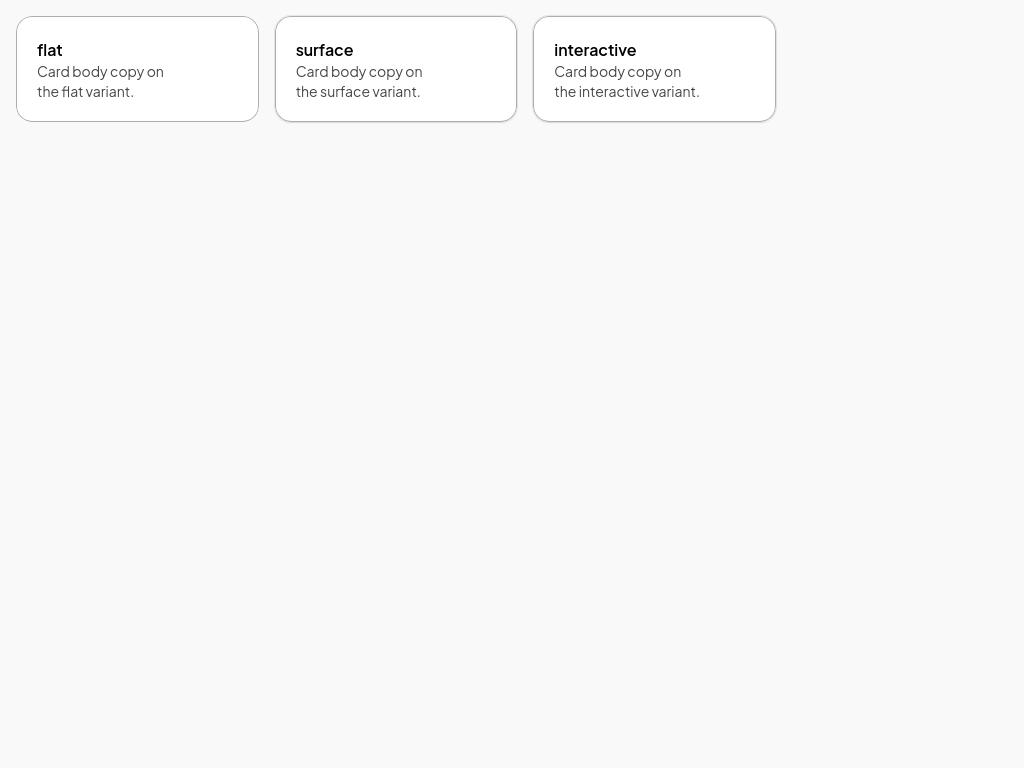 flat
Card body copy on
the flat variant.
surface
Card body copy on
the surface variant.
interactive
Card body copy on
the interactive variant.